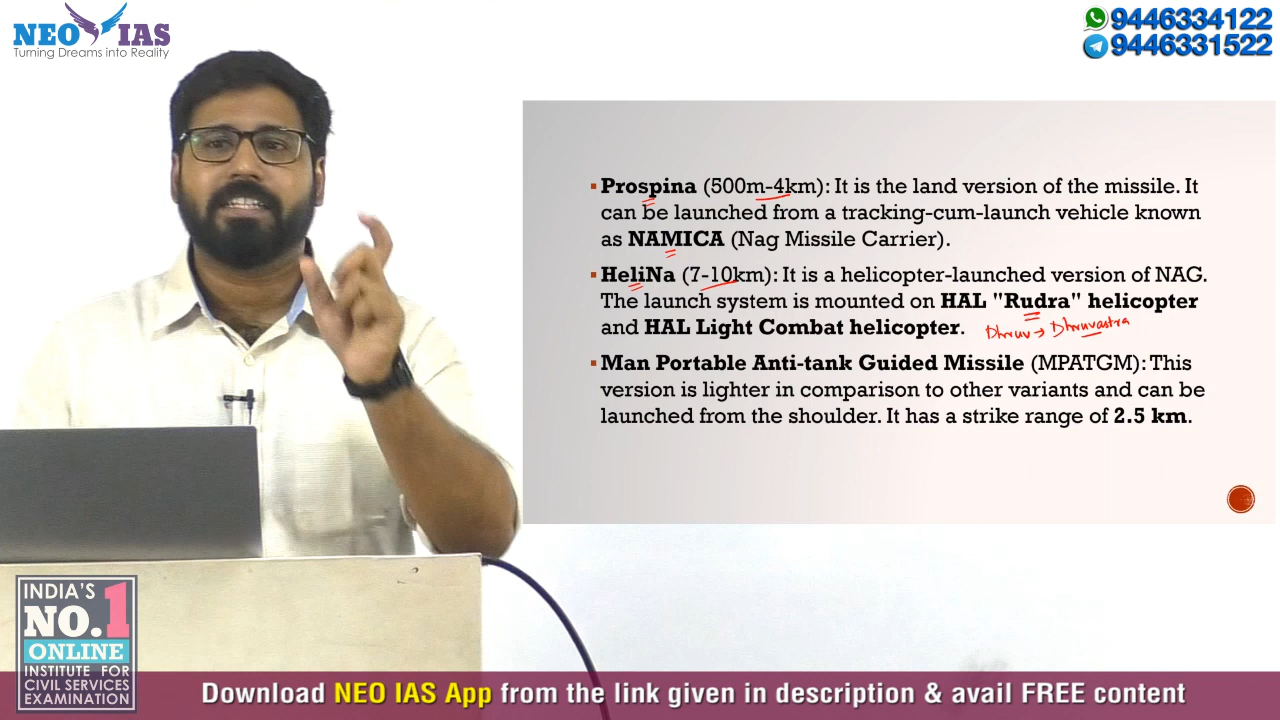 NEO IAS
Turning Dreams into Reality
9446334122
9446331522
▪Prospina (500m-4km): It is the land version of the missile. It
can be launched from a tracking-cum-launch vehicle known
as NAMICA (Nag Missile Carrier).
▪HeliNa (7-10km): It is a helicopter-launched version of NAG.
The launch system is mounted on HAL "Rudra" helicopter
and HAL Light Combat helicopter.
Dhruv → Dhruvastra
▪Man Portable Anti-tank Guided Missile (MPATGM): This
version is lighter in comparison to other variants and can be
launched from the shoulder. It has a strike range of 2.5 km.
INDIA'S
NO.1
ONLINE
INSTITUTE FOR
CIVIL SERVICES
EXAMINATION
Download NEO IAS App from the link given in description & avail FREE content